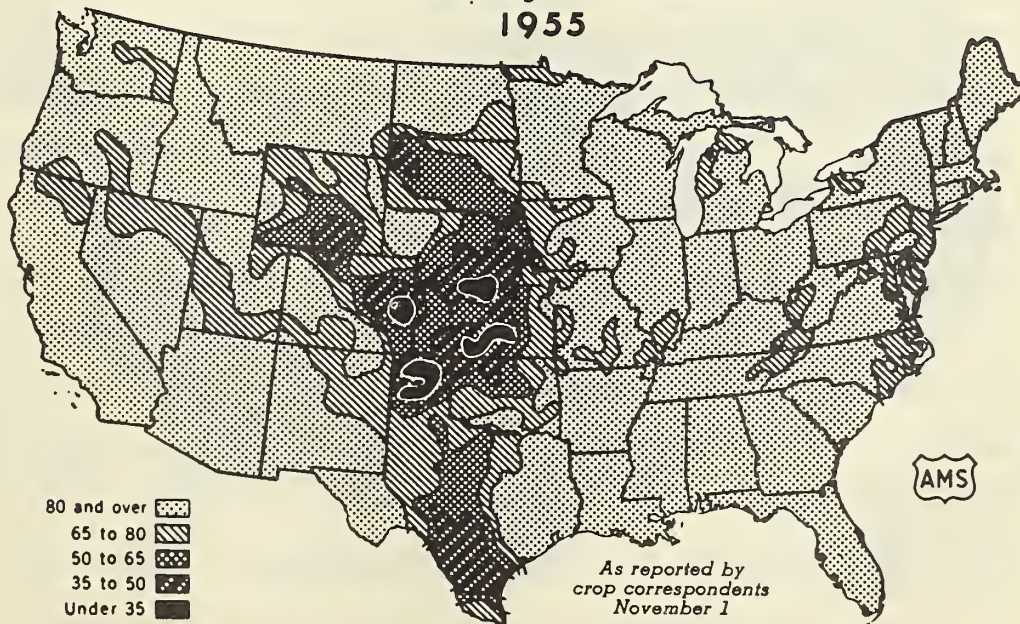 1955
80 and over
65 to 80
50 to 65
35 to 50
Under 35
As reported by
crop correspondents
November 1
AMS